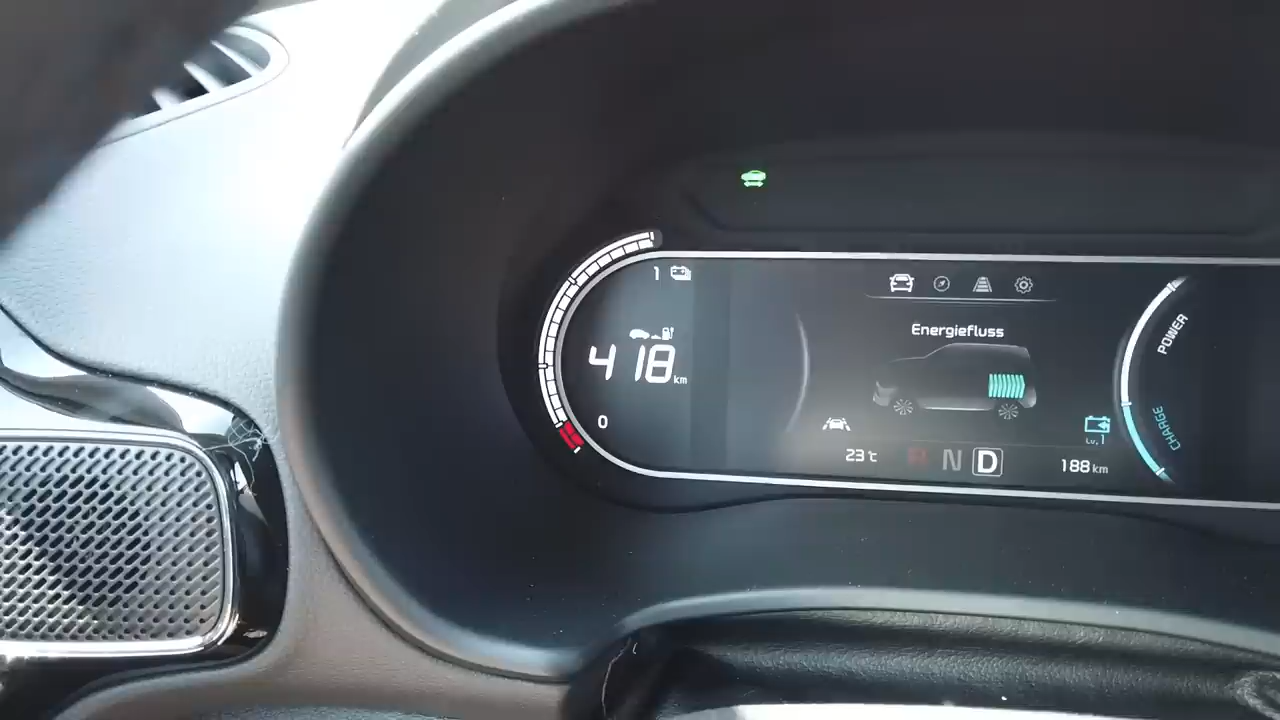 1
418 km
0
Energiefluss
23 °C
R N D
Lv. 1
188 km
POWER
CHARGE